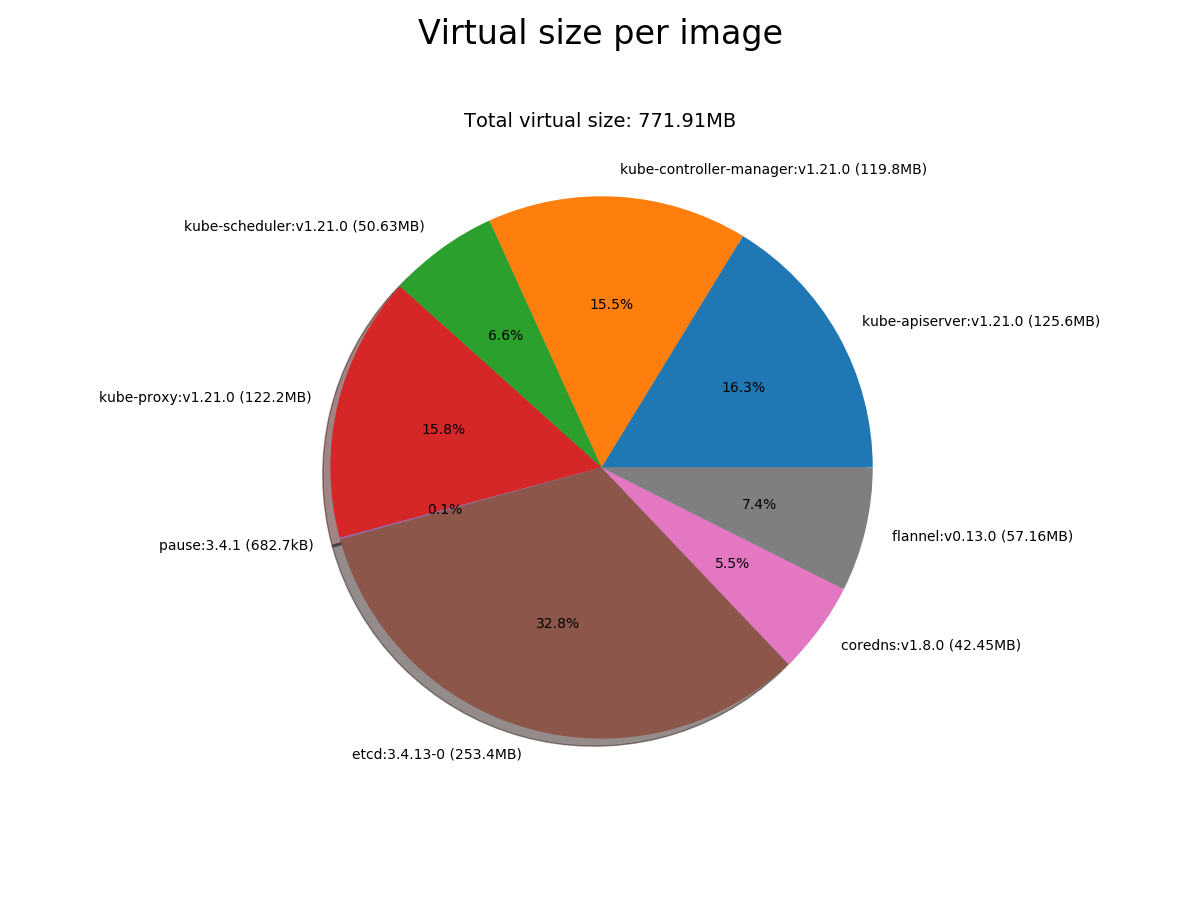 Virtual size per image
Total virtual size: 771.91MB
kube-controller-manager:v1.21.0 (119.8MB)
kube-scheduler:v1.21.0 (50.63MB)
15.5%
kube-apiserver:v1.21.0 (125.6MB)
6.6%
16.3%
kube-proxy:v1.21.0 (122.2MB)
15.8%
0.1%
7.4%
pause:3.4.1 (682.7kB)
flannel:v0.13.0 (57.16MB)
5.5%
32.8%
coredns:v1.8.0 (42.45MB)
etcd:3.4.13-0 (253.4MB)